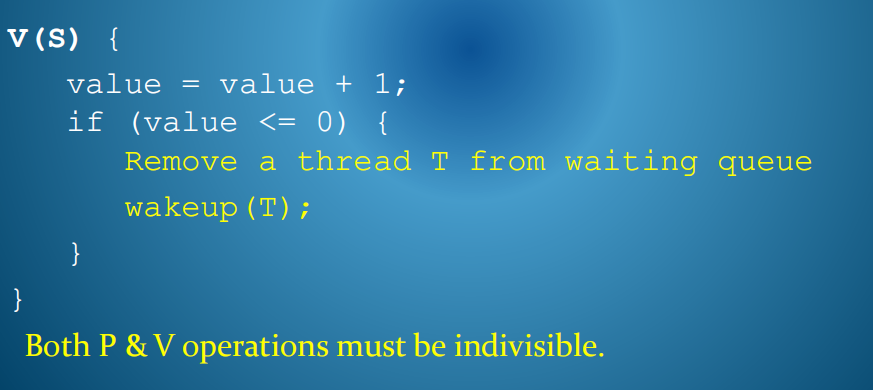 V(S) {
value = value + 1;
if (value <= 0) {
Remove a thread T from waiting queue
wakeup(T);
}
}
Both P & V operations must be indivisible.